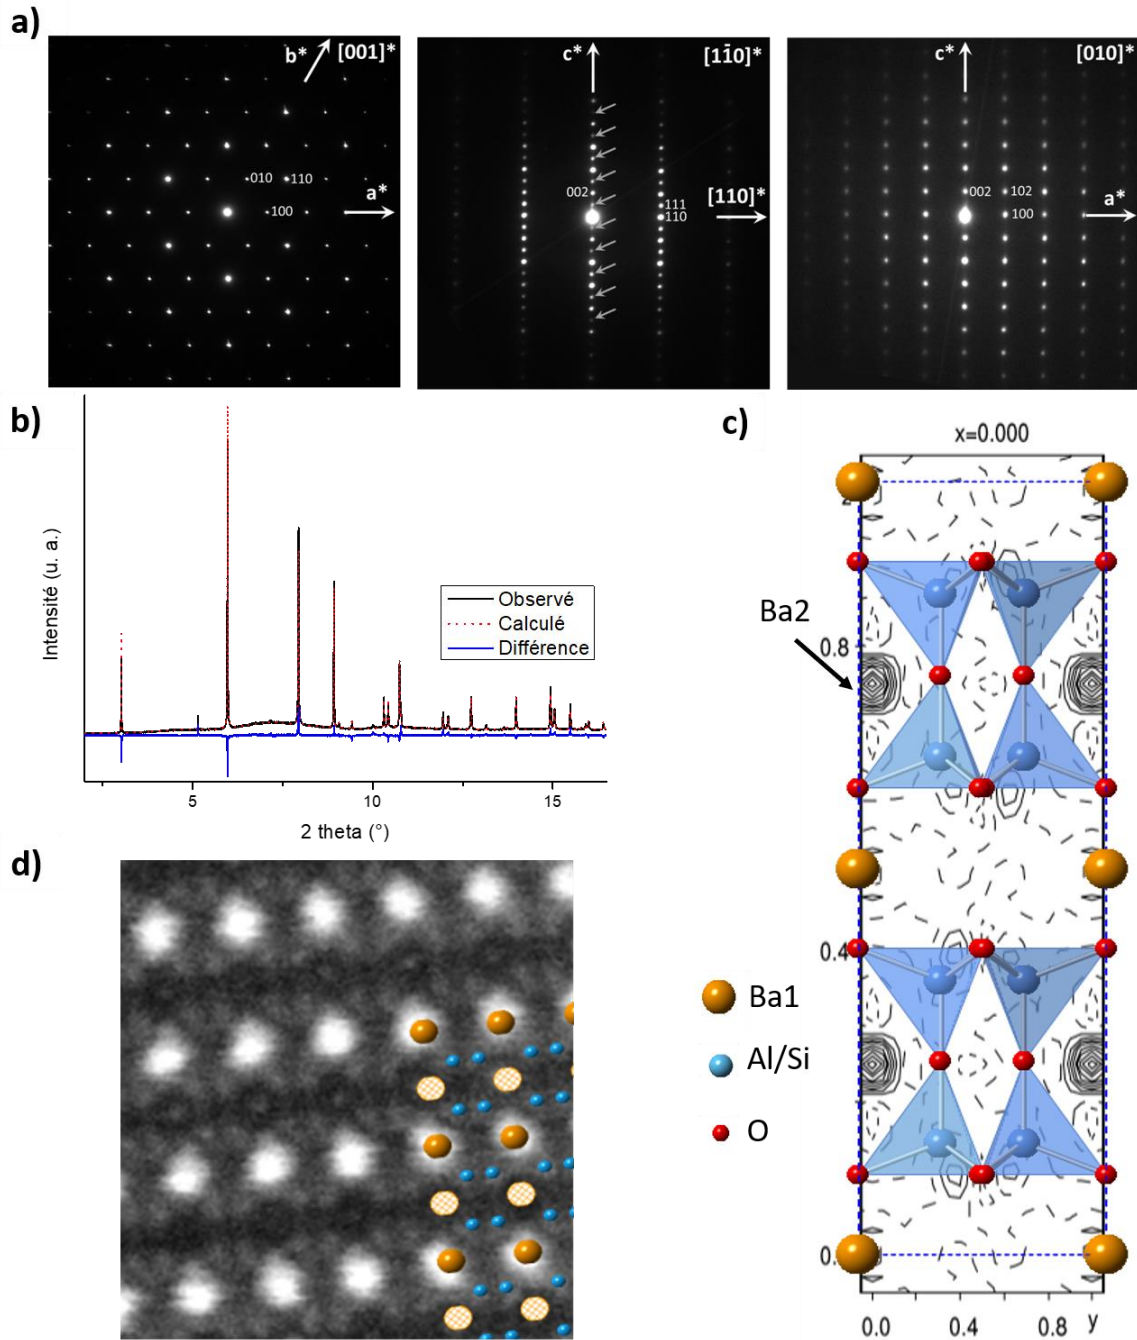 a)
b*
[001]*
010
110
100
a*
c*
[11̄0]*
002
111
110
[110]*
c*
[010]*
002
102
100
a*
b)
Intensité (u. a.)
Observé
Calculé
Différence
5
10
15
2 theta (°)
c)
x=0.000
Ba2
0.8
0.4
0.
0.0
0.4
0.8
y
Ba1
Al/Si
O
d)